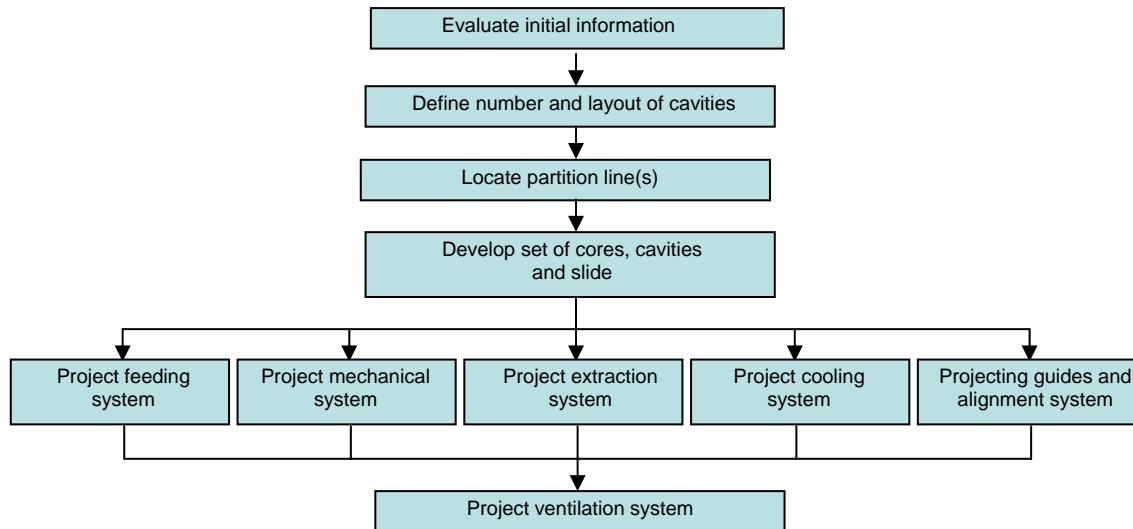 Evaluate initial information
Define number and layout of cavities
Locate partition line(s)
Develop set of cores, cavities
and slide
Project feeding
system
Project mechanical
system
Project extraction
system
Project cooling
system
Projecting guides and
alignment system
Project ventilation system